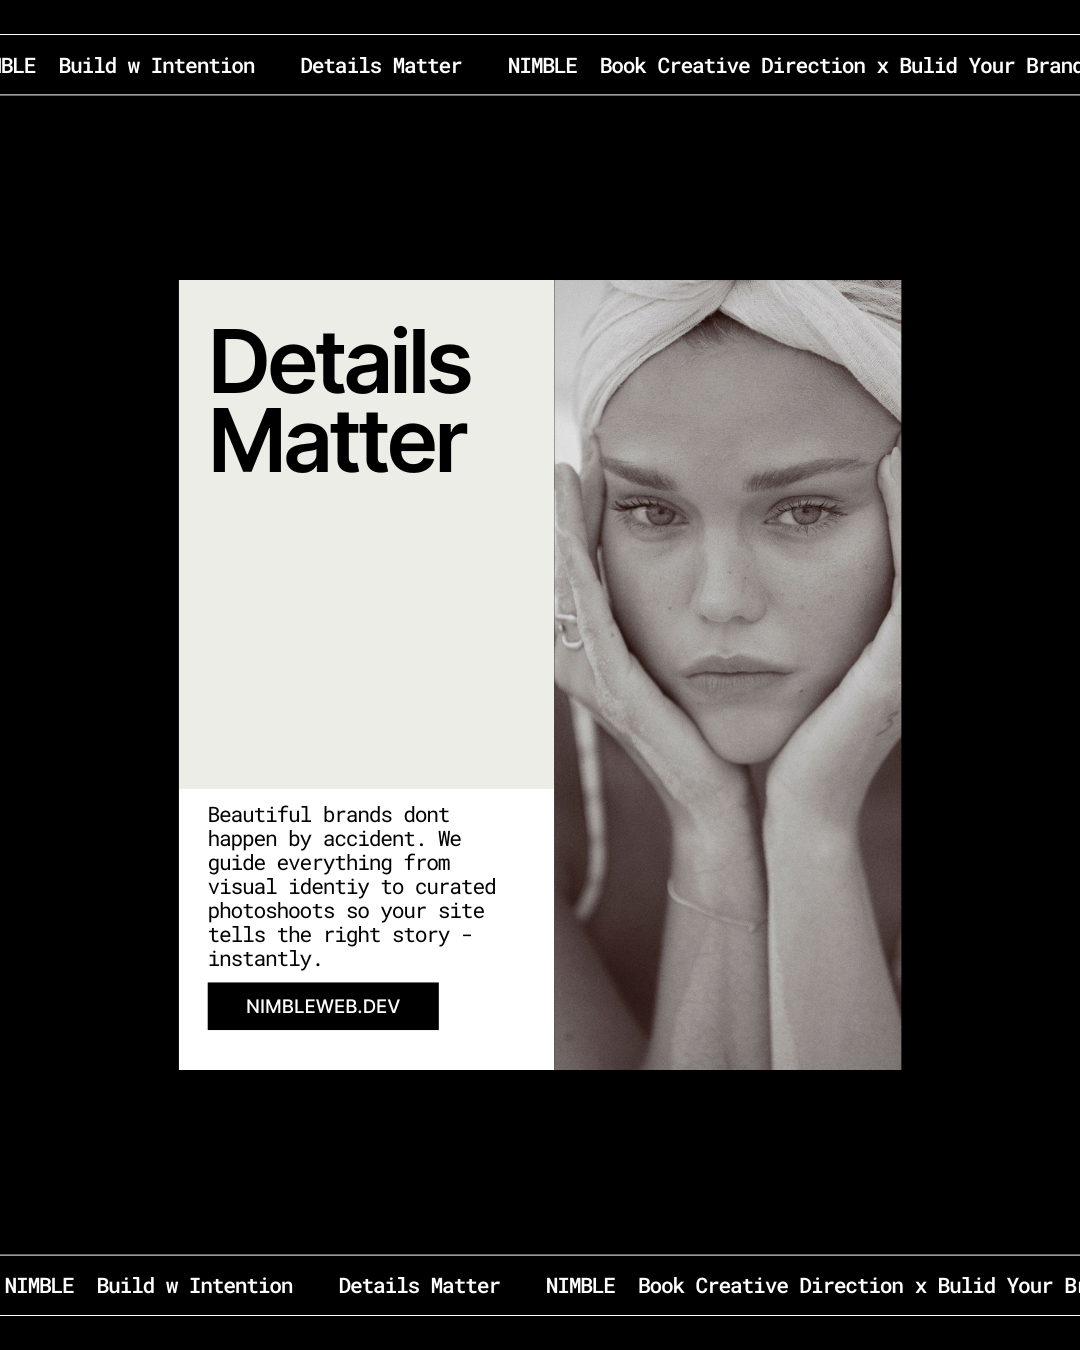 BLE Build w Intention Details Matter NIMBLE Book Creative Direction x Bulid Your Brand
Details
Matter
Beautiful brands dont
happen by accident. We
guide everything from
visual identiy to curated
photoshoots so your site
tells the right story -
instantly.
NIMBLEWEB.DEV
NIMBLE Build w Intention Details Matter NIMBLE Book Creative Direction x Bulid Your B